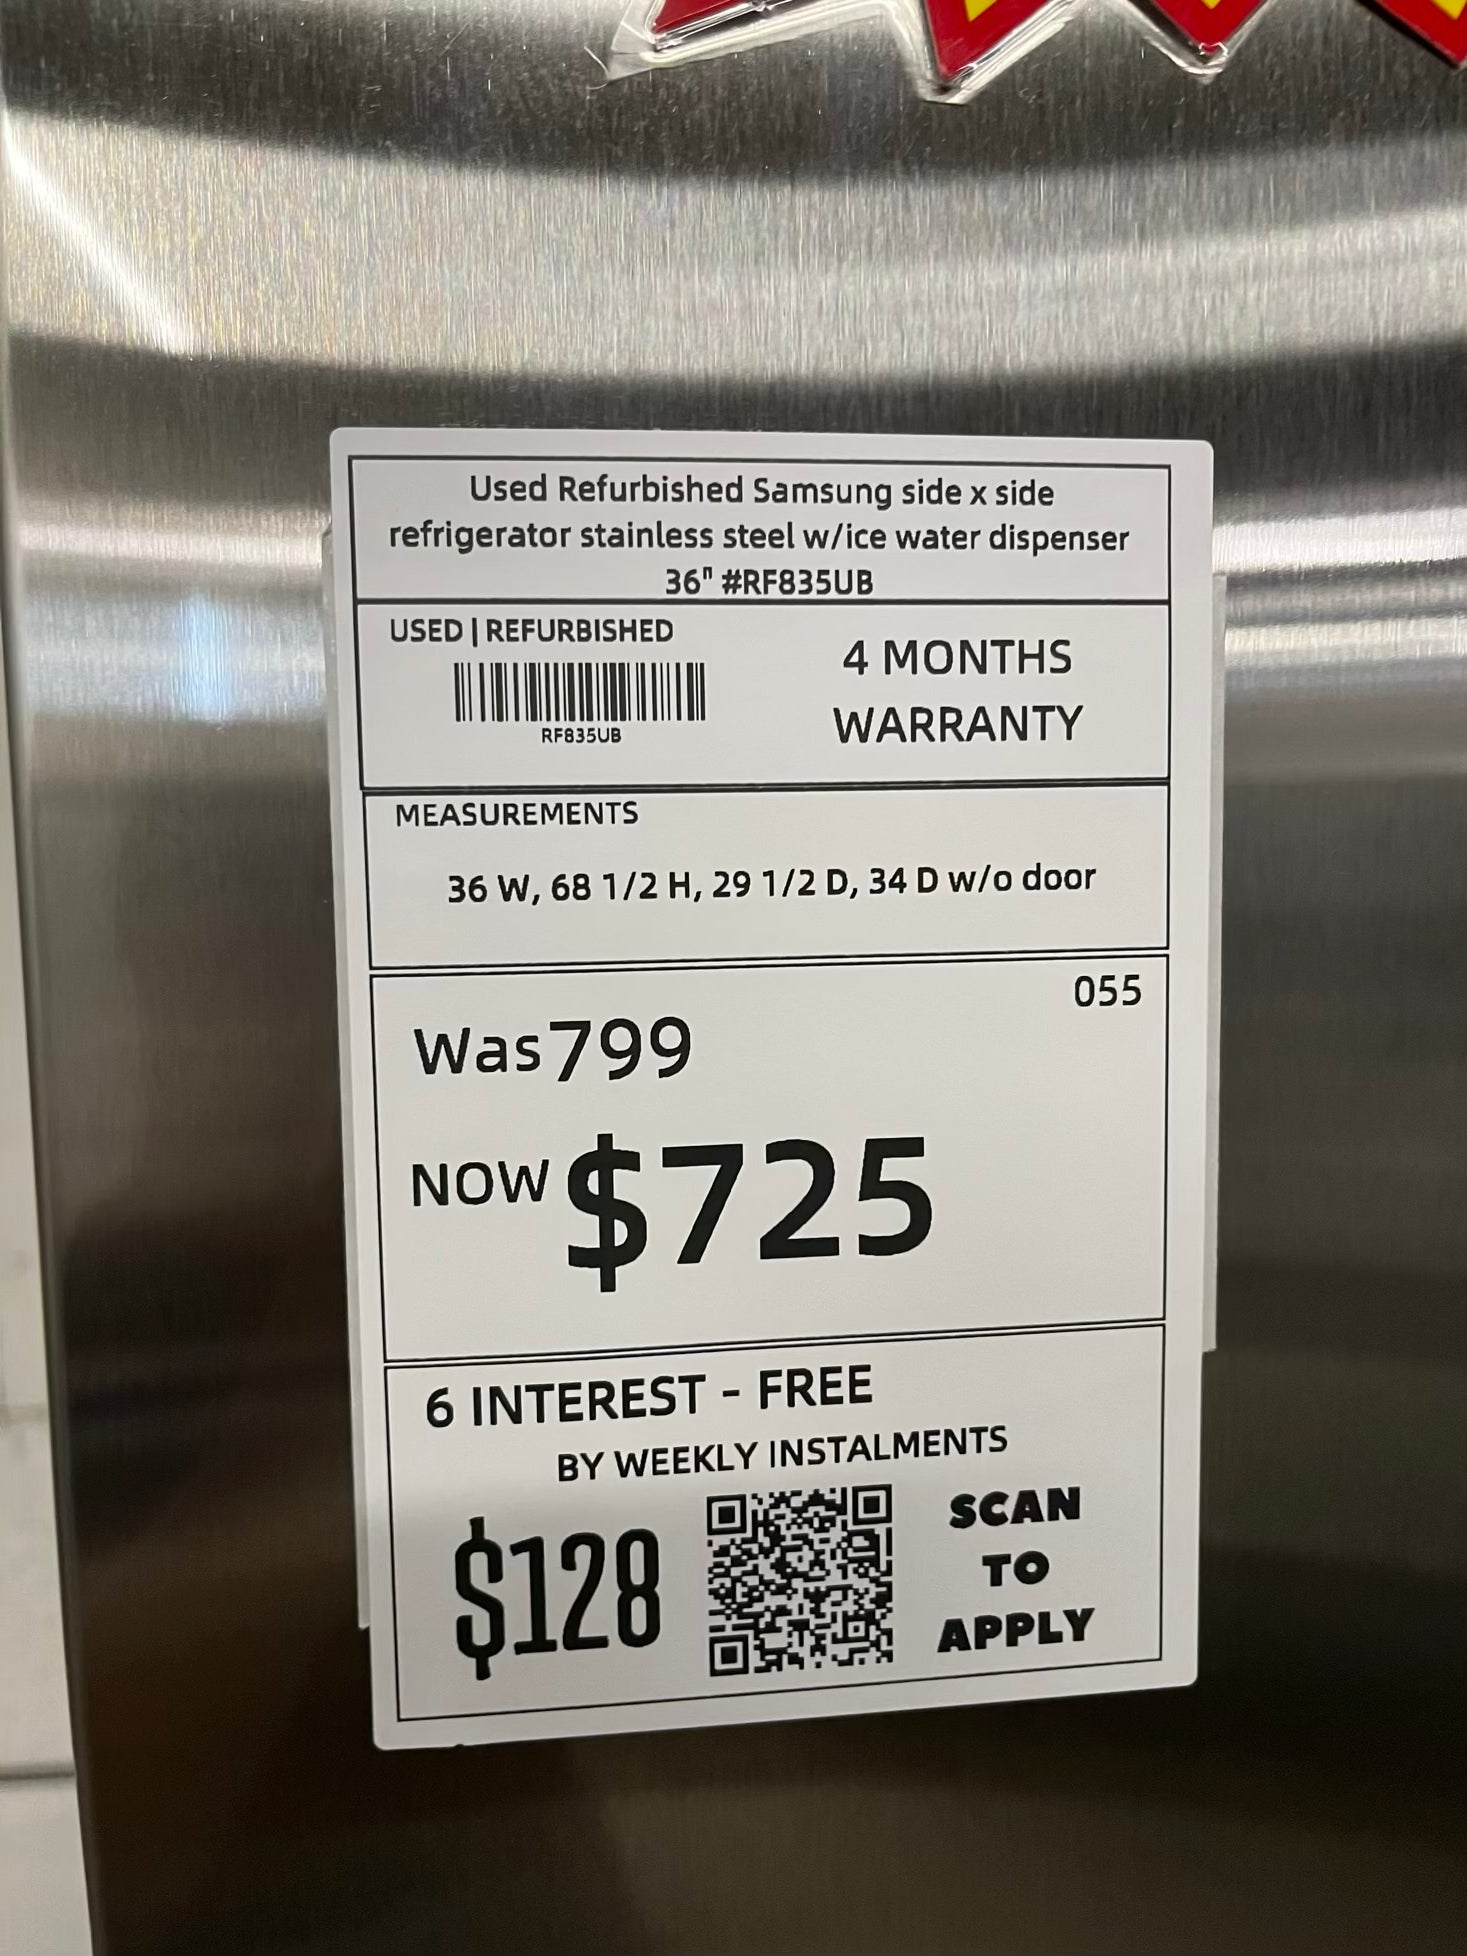 Used Refurbished Samsung side x side
refrigerator stainless steel w/ice water dispenser
36" #RF835UB
USED | REFURBISHED
RF835UB
4 MONTHS
WARRANTY
MEASUREMENTS
36 W, 68 1/2 H, 29 1/2 D, 34 D w/o door
055
Was 799
NOW $725
6 INTEREST - FREE
BY WEEKLY INSTALMENTS
$128
SCAN
TO
APPLY